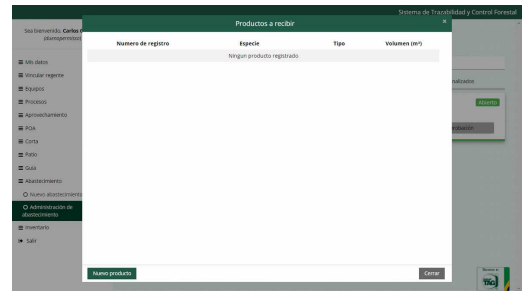 Sistema de Trazabilidad y Control Forestal
Productos a recibir
×
Sea bienvenido, Carlos
Numero de registro Especie Tipo Volumen (m³)
Ningun producto registrado
Mis datos
Vincular regente
Equipos
Procesos
Aprovechamiento
POA
Corta
Patio
Guia
Abastecimiento
Nuevo abastecimiento
Administración de
abastecimiento
Inventario
Salir
Abierto
Nuevo producto
Cerrar